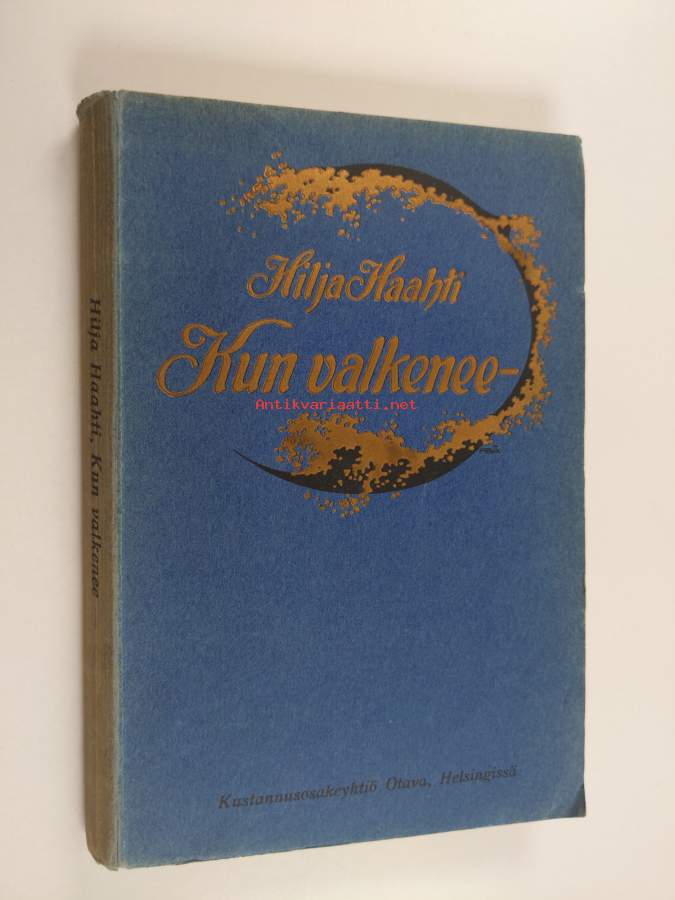 Hilja Haahti
Kun valkenee-
Antikvariaatti.net
Kustannusosakeyhtiö Otava, Helsingissä
Hilja Haahti, Kun valkenee